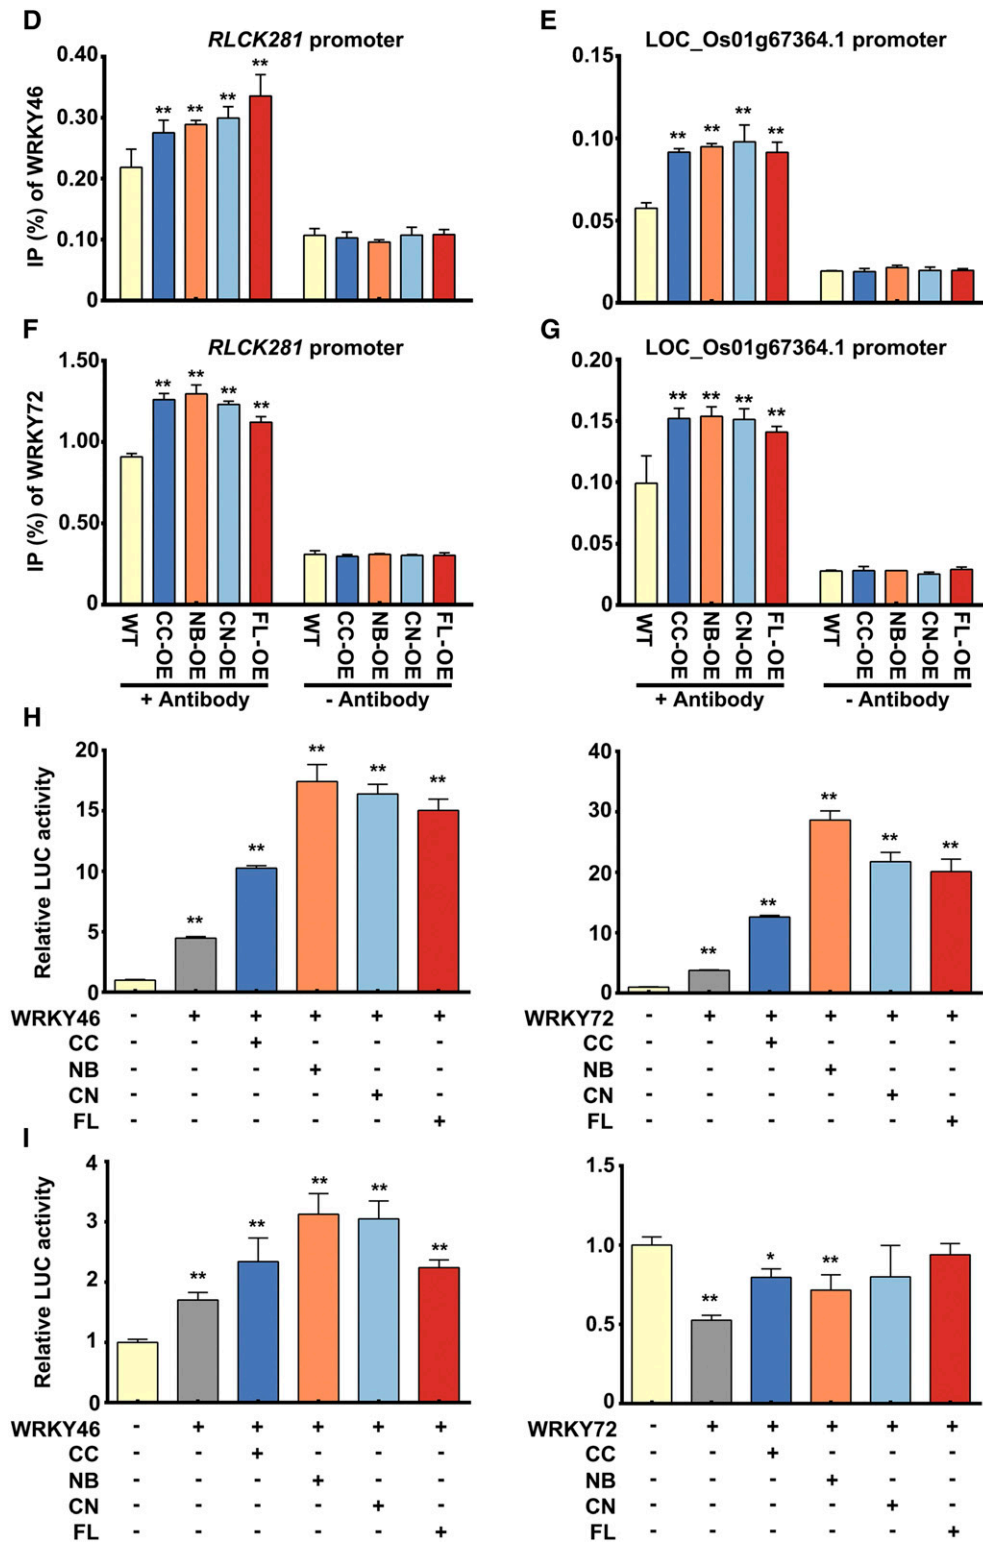 D
RLCK281 promoter
IP (%) of WRKY46
0.40
0.30
0.20
0.10
0
** ** ** **
E
LOC_Os01g67364.1 promoter
0.15
0.10
0.05
0
** ** ** **
F
RLCK281 promoter
IP (%) of WRKY72
1.50
1.00
0.50
0
** ** ** **
WT CC-OE NB-OE CN-OE FL-OE WT CC-OE NB-OE CN-OE FL-OE
+ Antibody - Antibody
G
LOC_Os01g67364.1 promoter
0.20
0.15
0.10
0.05
0
** ** ** **
WT CC-OE NB-OE CN-OE FL-OE WT CC-OE NB-OE CN-OE FL-OE
+ Antibody - Antibody
H
Relative LUC activity
20
15
10
5
0
** ** ** ** **
WRKY46 - + + + + +
CC - - + - - -
NB - - - + - -
CN - - - - + -
FL - - - - - +
40
30
20
10
0
** ** ** ** **
WRKY72 - + + + + +
CC - - + - - -
NB - - - + - -
CN - - - - + -
FL - - - - - +
I
Relative LUC activity
4
3
2
1
0
** ** ** ** **
WRKY46 - + + + + +
CC - - + - - -
NB - - - + - -
CN - - - - + -
FL - - - - - +
1.5
1.0
0.5
0
** * **
WRKY72 - + + + + +
CC - - + - - -
NB - - - + - -
CN - - - - + -
FL - - - - - +